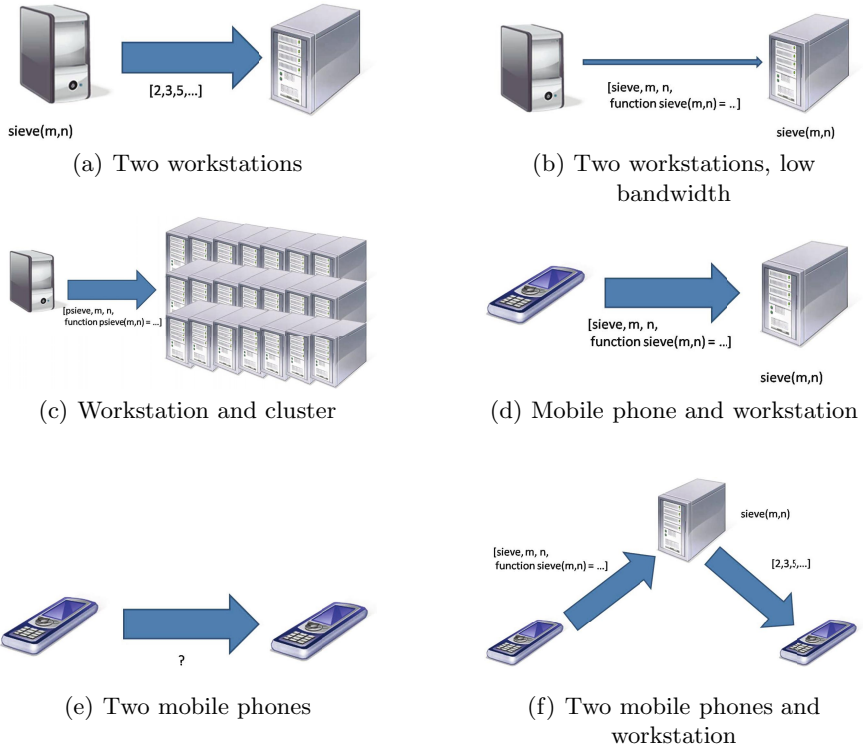 [2,3,5,...]
sieve(m,n)
(a) Two workstations
[sieve, m, n,
function sieve(m,n) = ..]
sieve(m,n)
(b) Two workstations, low
bandwidth
[psieve, m, n,
function psieve(m,n) = ...]
(c) Workstation and cluster
[sieve, m, n,
function sieve(m,n) = ...]
sieve(m,n)
(d) Mobile phone and workstation
?
(e) Two mobile phones
sieve(m,n)
[sieve, m, n,
function sieve(m,n) = ...]
[2,3,5,...]
(f) Two mobile phones and
workstation